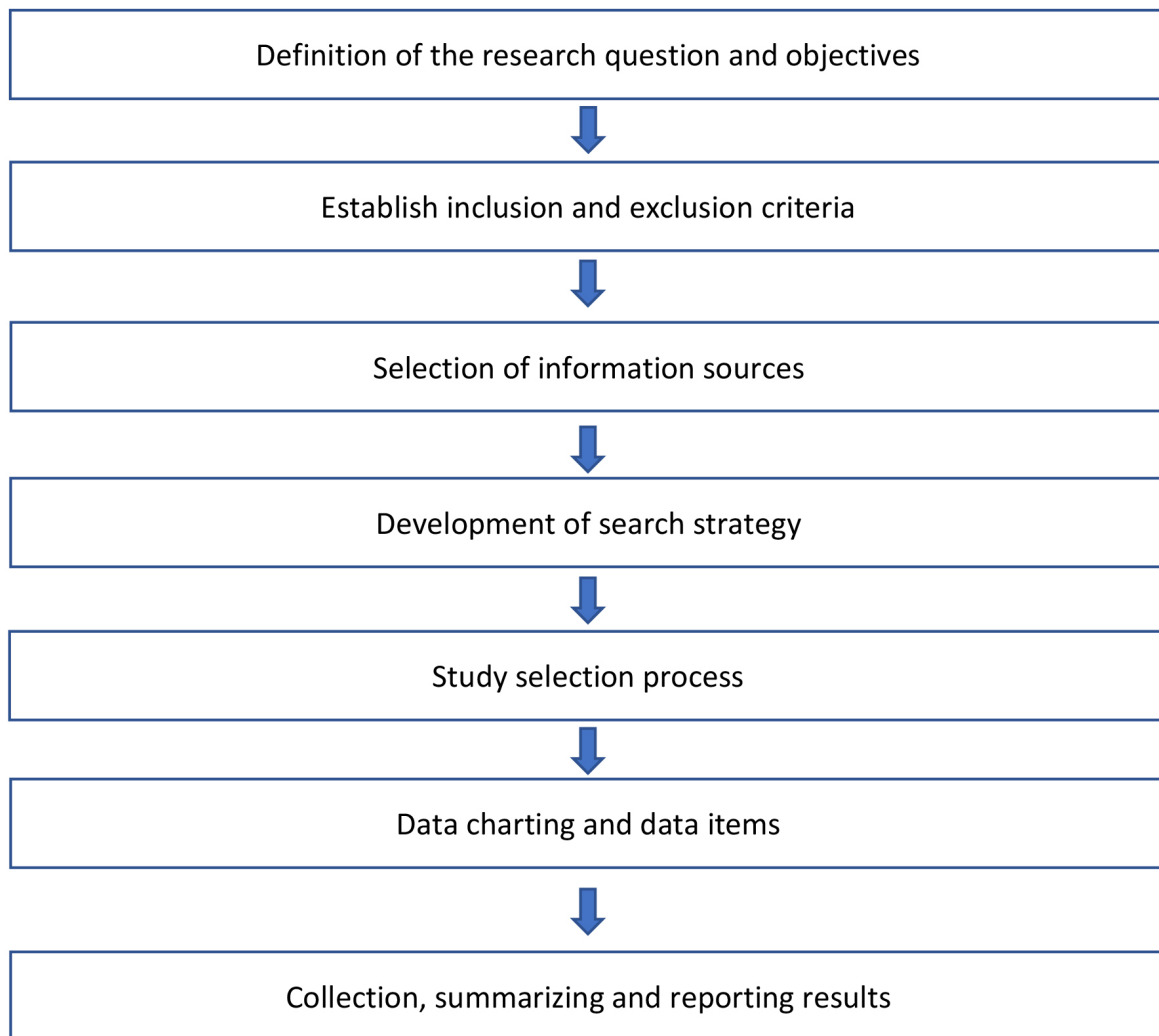 Definition of the research question and objectives
Establish inclusion and exclusion criteria
Selection of information sources
Development of search strategy
Study selection process
Data charting and data items
Collection, summarizing and reporting results